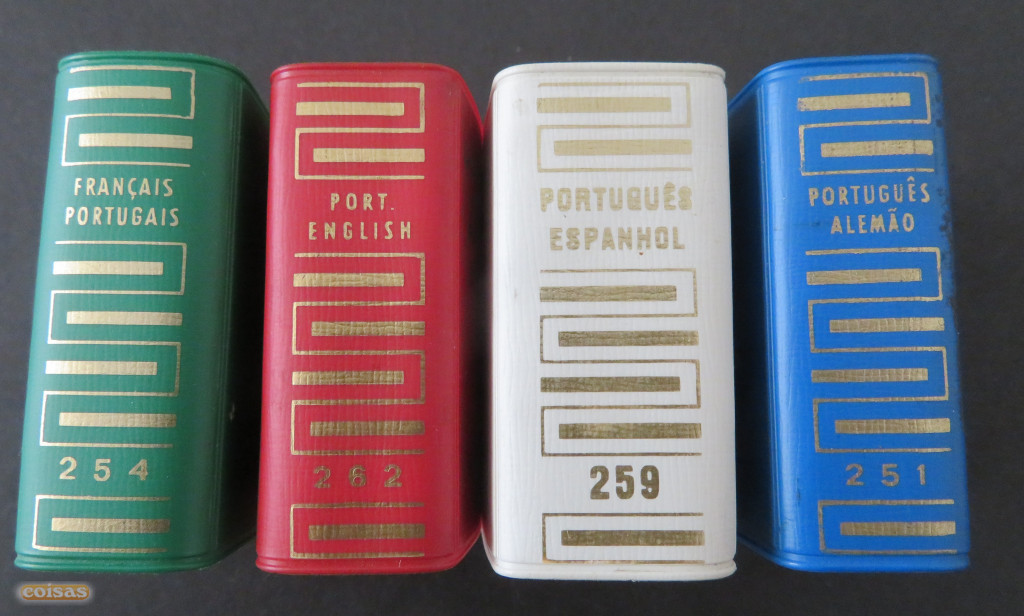 FRANÇAIS
PORTUGAIS
254
PORT.
ENGLISH
262
PORTUGUÊS
ESPANHOL
259
PORTUGUÊS
ALEMÃO
251
coisas